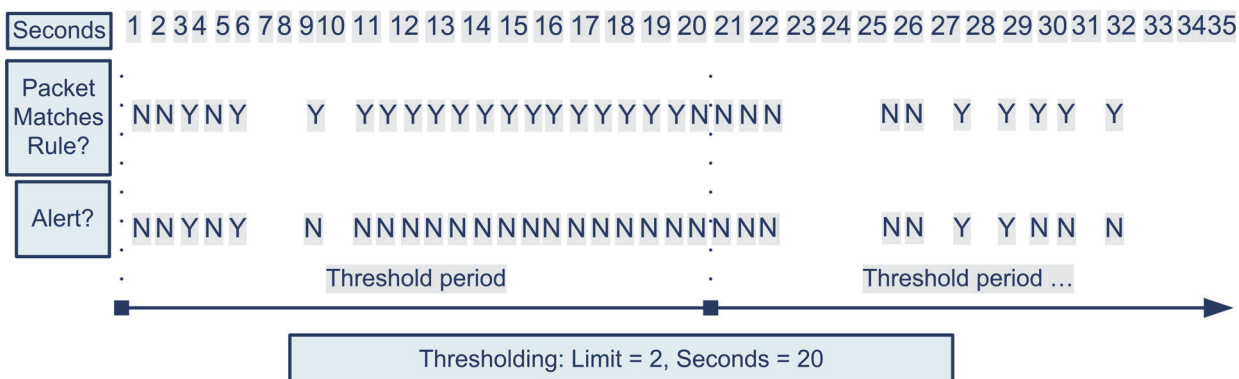 Seconds 1 2 3 4 5 6 7 8 9 10 11 12 13 14 15 16 17 18 19 20 21 22 23 24 25 26 27 28 29 30 31 32 33 34 35
Packet
Matches
Rule?
N N Y N Y Y Y Y Y Y Y Y Y Y Y Y Y Y Y Y N N N N N N Y Y Y Y Y
Alert?
N N Y N Y N N N N N N N N N N N N N N N N N N N N N Y Y N N N
Threshold period Threshold period ...
Thresholding: Limit = 2, Seconds = 20